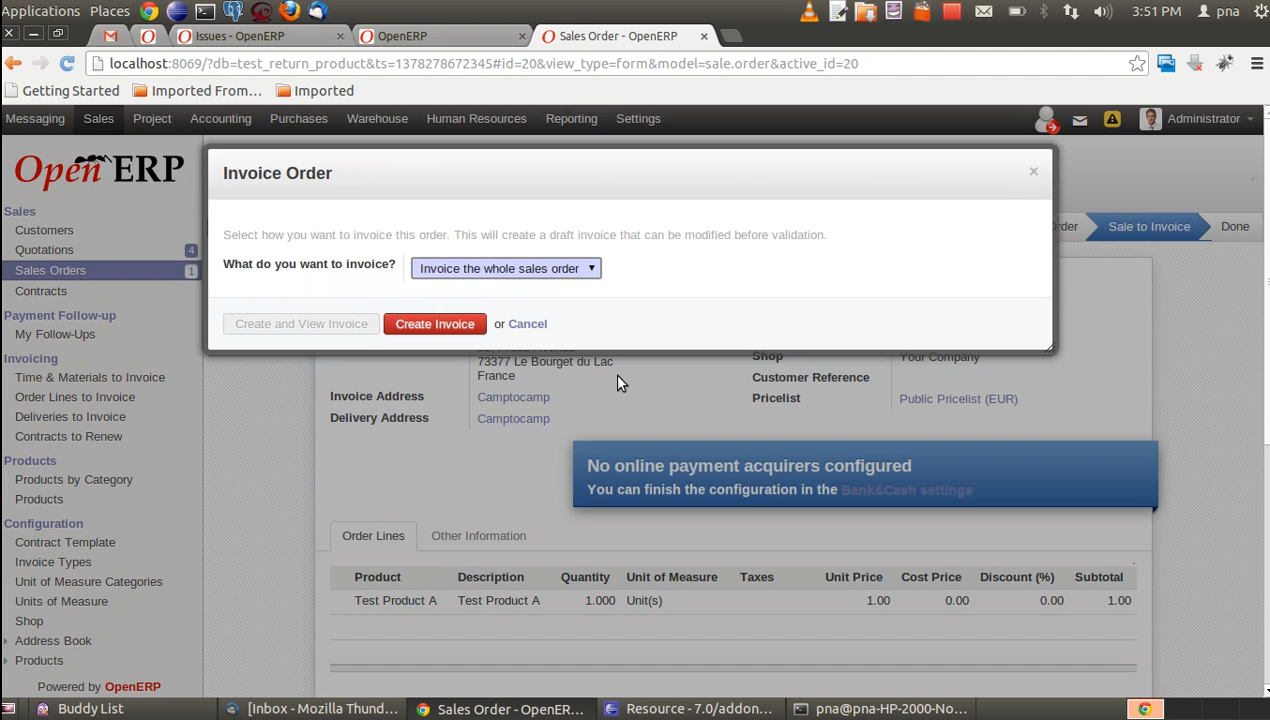 Applications Places 3:51 PM pna
Issues - OpenERP OpenERP Sales Order - OpenERP
localhost:8069/?db=test_return_product&ts=1378278672345#id=20&view_type=form&model=sale.order&active_id=20
Getting Started Imported From… Imported
Messaging Sales Project Accounting Purchases Warehouse Human Resources Reporting Settings Administrator
Open ERP
Sales
Customers
Quotations 4
Sales Orders 1
Contracts
Payment Follow-up
My Follow-Ups
Invoicing
Time & Materials to Invoice
Order Lines to Invoice
Deliveries to Invoice
Contracts to Renew
Products
Products by Category
Products
Configuration
Contract Template
Invoice Types
Unit of Measure Categories
Units of Measure
Shop
Address Book
Products
Powered by OpenERP
Invoice Order ×
Select how you want to invoice this order. This will create a draft invoice that can be modified before validation.
What do you want to invoice? Invoice the whole sales order
Create and View Invoice Create Invoice or Cancel
Sale to Invoice Done
73377 Le Bourget du Lac
France
Shop Your Company
Customer Reference
Invoice Address Camptocamp
Pricelist Public Pricelist (EUR)
Delivery Address Camptocamp
No online payment acquirers configured
You can finish the configuration in the Bank&Cash settings
Order Lines Other Information
Product Description Quantity Unit of Measure Taxes Unit Price Cost Price Discount (%) Subtotal
Test Product A Test Product A 1.000 Unit(s) 1.00 0.00 0.00 1.00
Buddy List [Inbox - Mozilla Thund... Sales Order - OpenER... Resource - 7.0/addon... pna@pna-HP-2000-No...